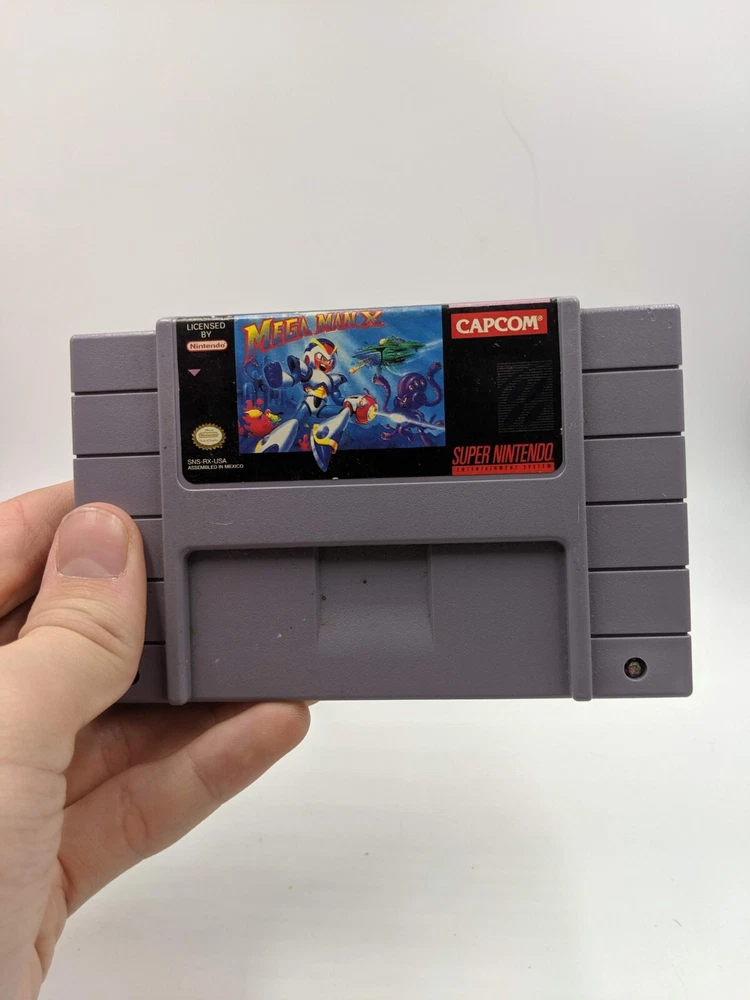 LICENSED
BY
Nintendo
MEGA MAN X
CAPCOM®
SNS-RX-USA
ASSEMBLED IN MEXICO
SUPER NINTENDO
ENTERTAINMENT SYSTEM